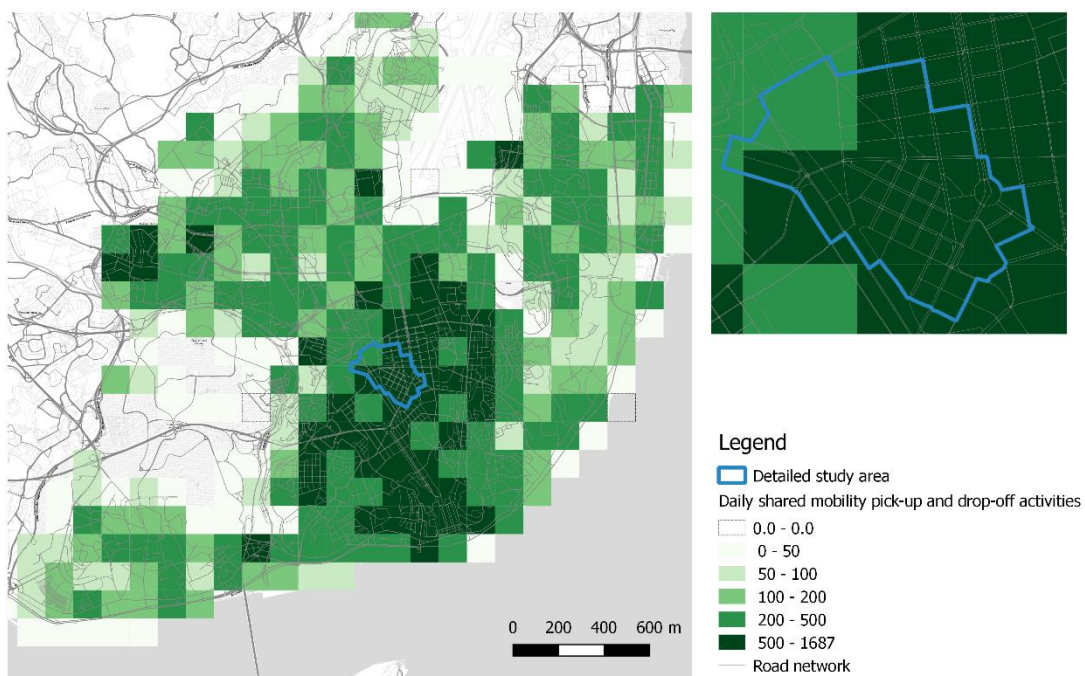 0 200 400 600 m
Legend
Detailed study area
Daily shared mobility pick-up and drop-off activities
0.0 - 0.0
0 - 50
50 - 100
100 - 200
200 - 500
500 - 1687
Road network